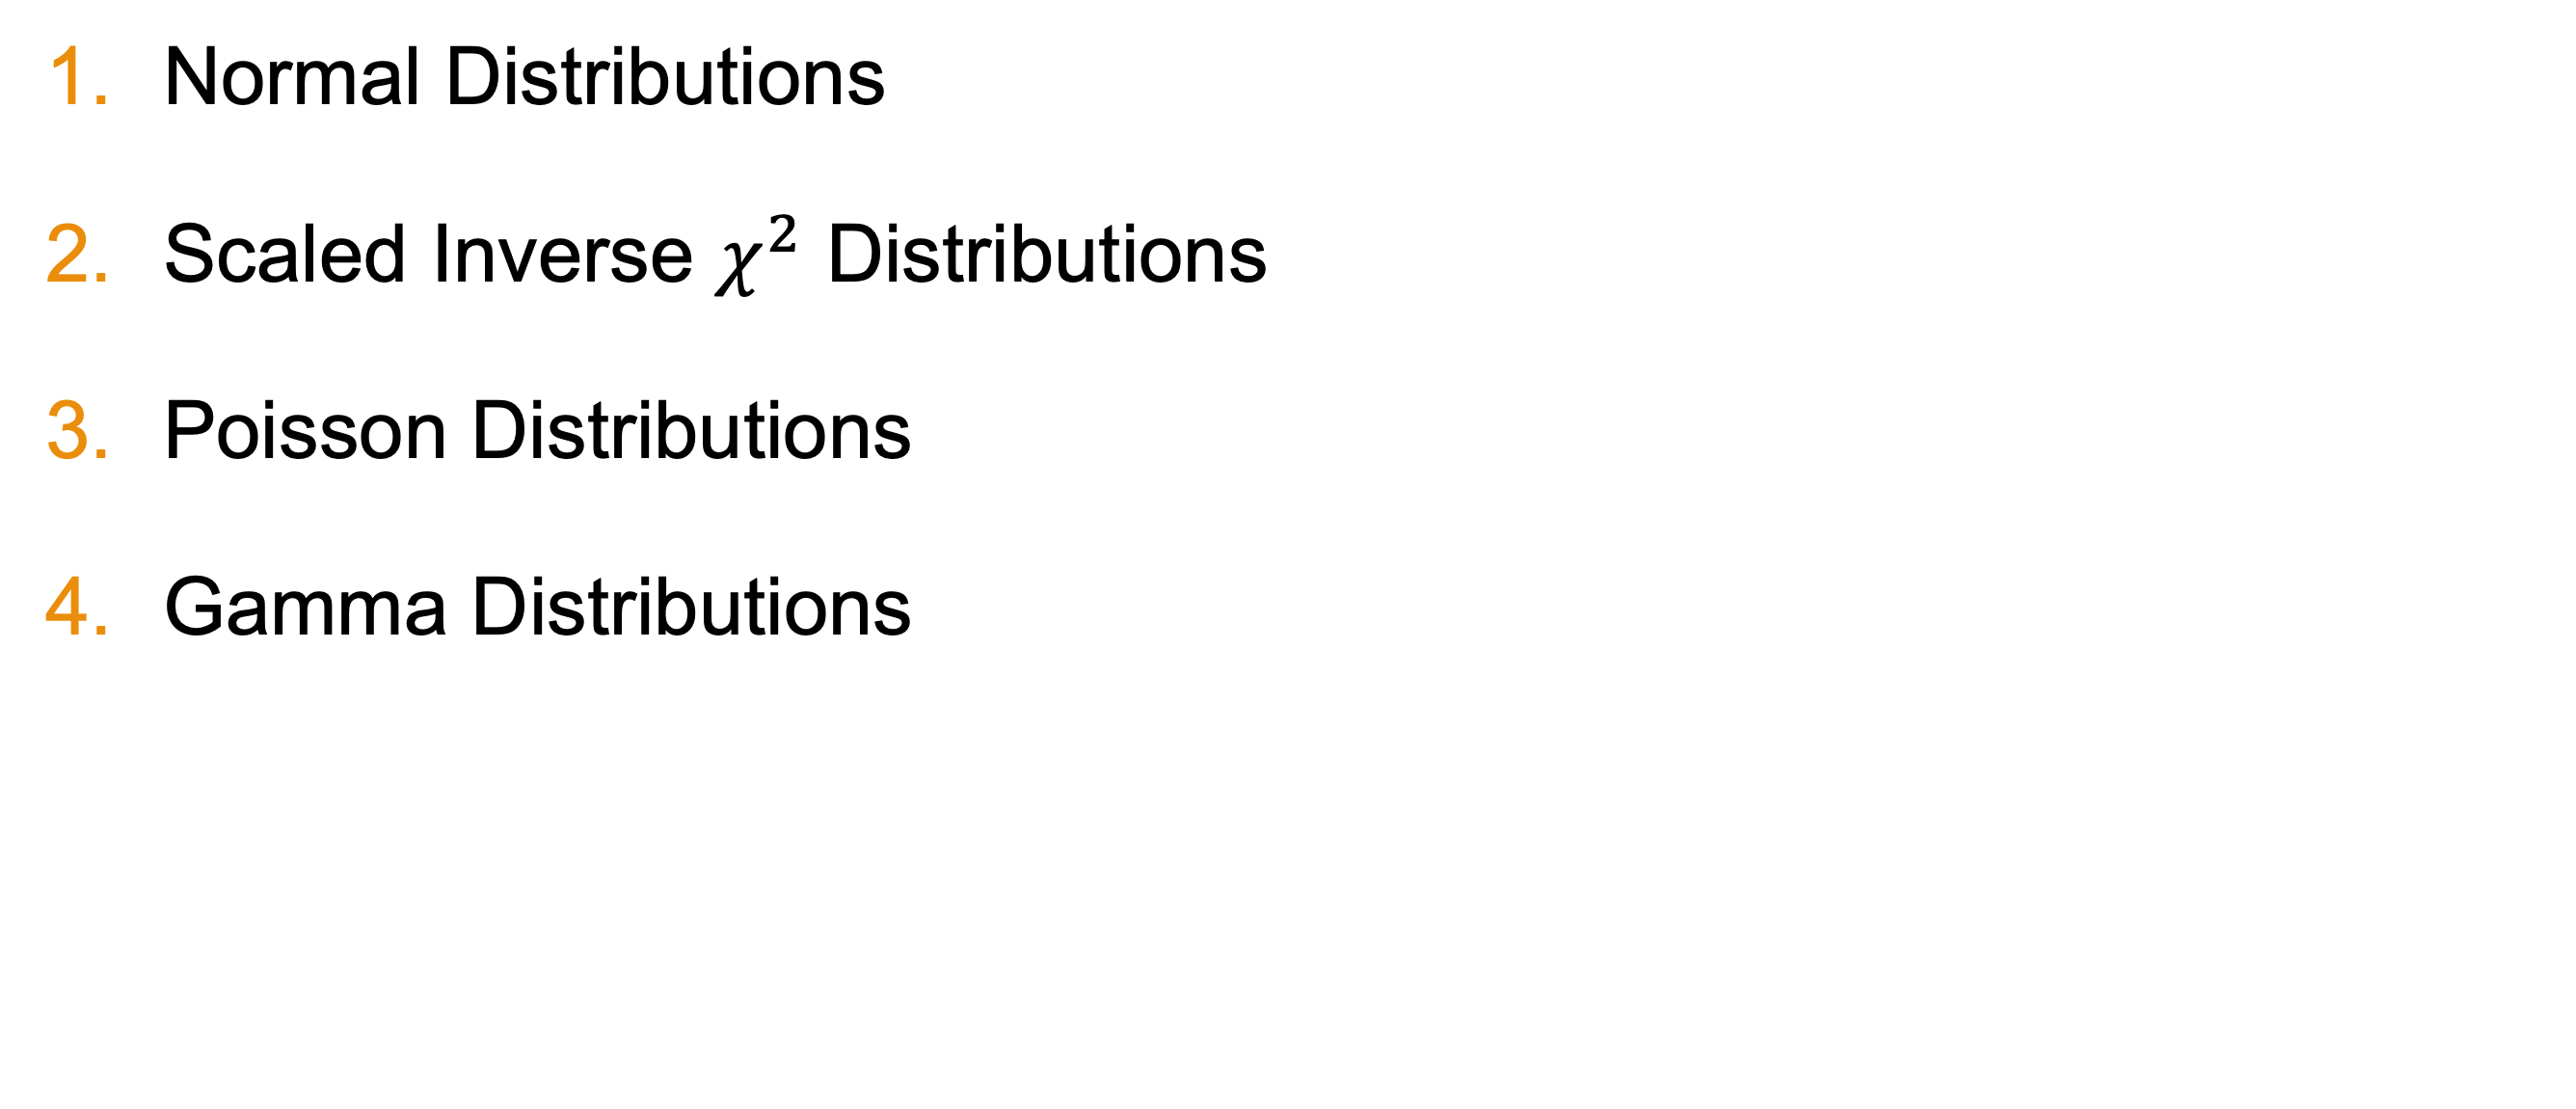 1. Normal Distributions
2. Scaled Inverse χ² Distributions
3. Poisson Distributions
4. Gamma Distributions